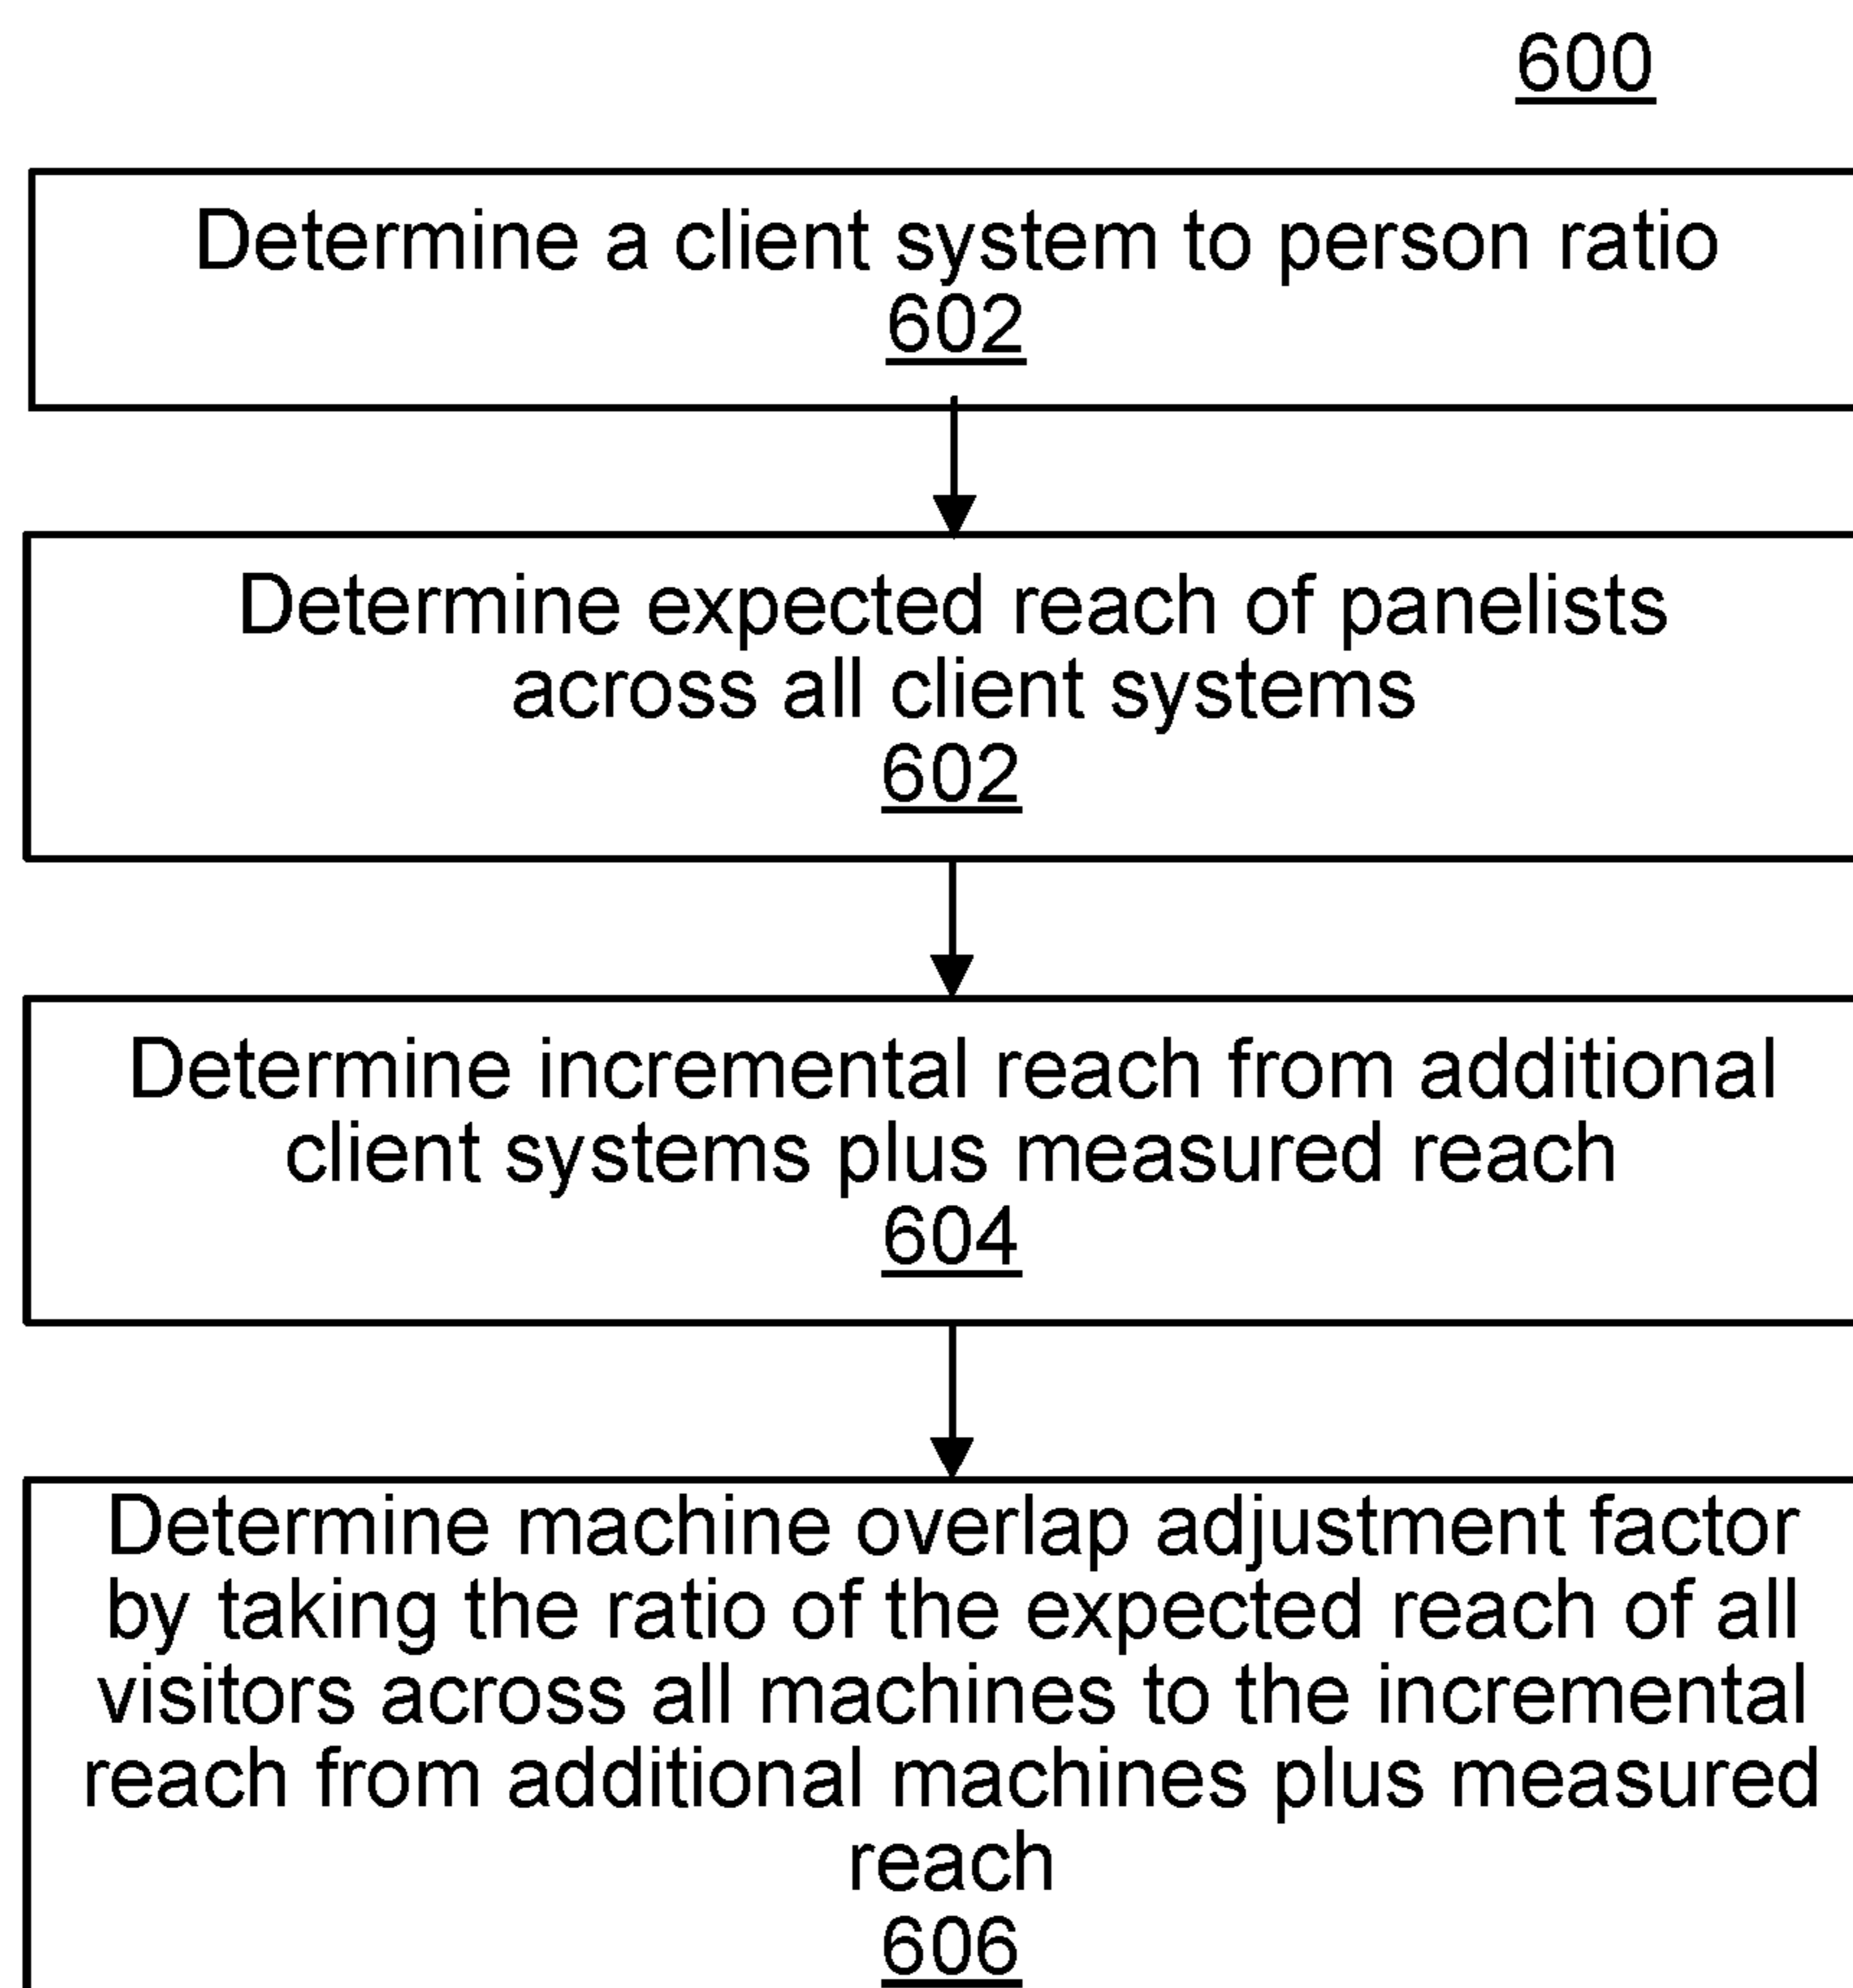 600
Determine a client system to person ratio
602
Determine expected reach of panelists
across all client systems
602
Determine incremental reach from additional
client systems plus measured reach
604
Determine machine overlap adjustment factor
by taking the ratio of the expected reach of all
visitors across all machines to the incremental
reach from additional machines plus measured
reach
606